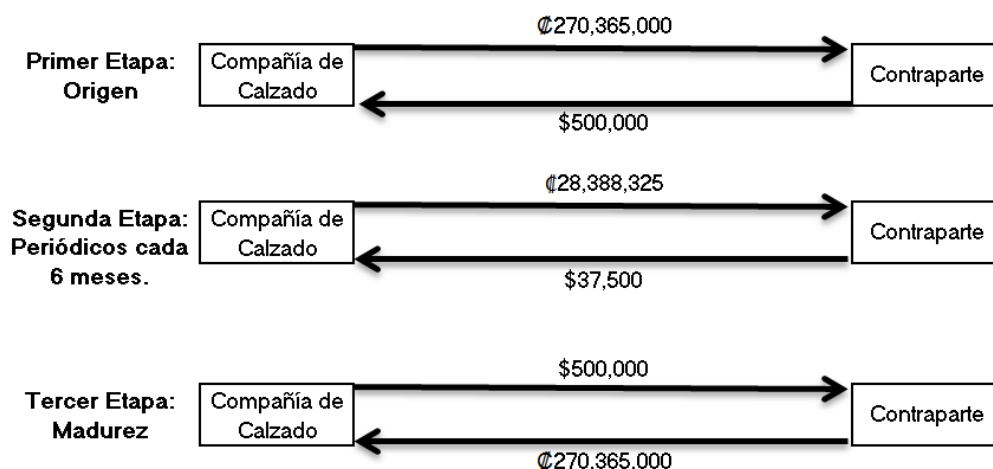 ₡270,365,000
Primer Etapa:
Origen
Compañía de
Calzado
Contraparte
$500,000
₡28,388,325
Segunda Etapa:
Periódicos cada
6 meses.
Compañía de
Calzado
Contraparte
$37,500
$500,000
Tercer Etapa:
Madurez
Compañía de
Calzado
Contraparte
₡270.365.000